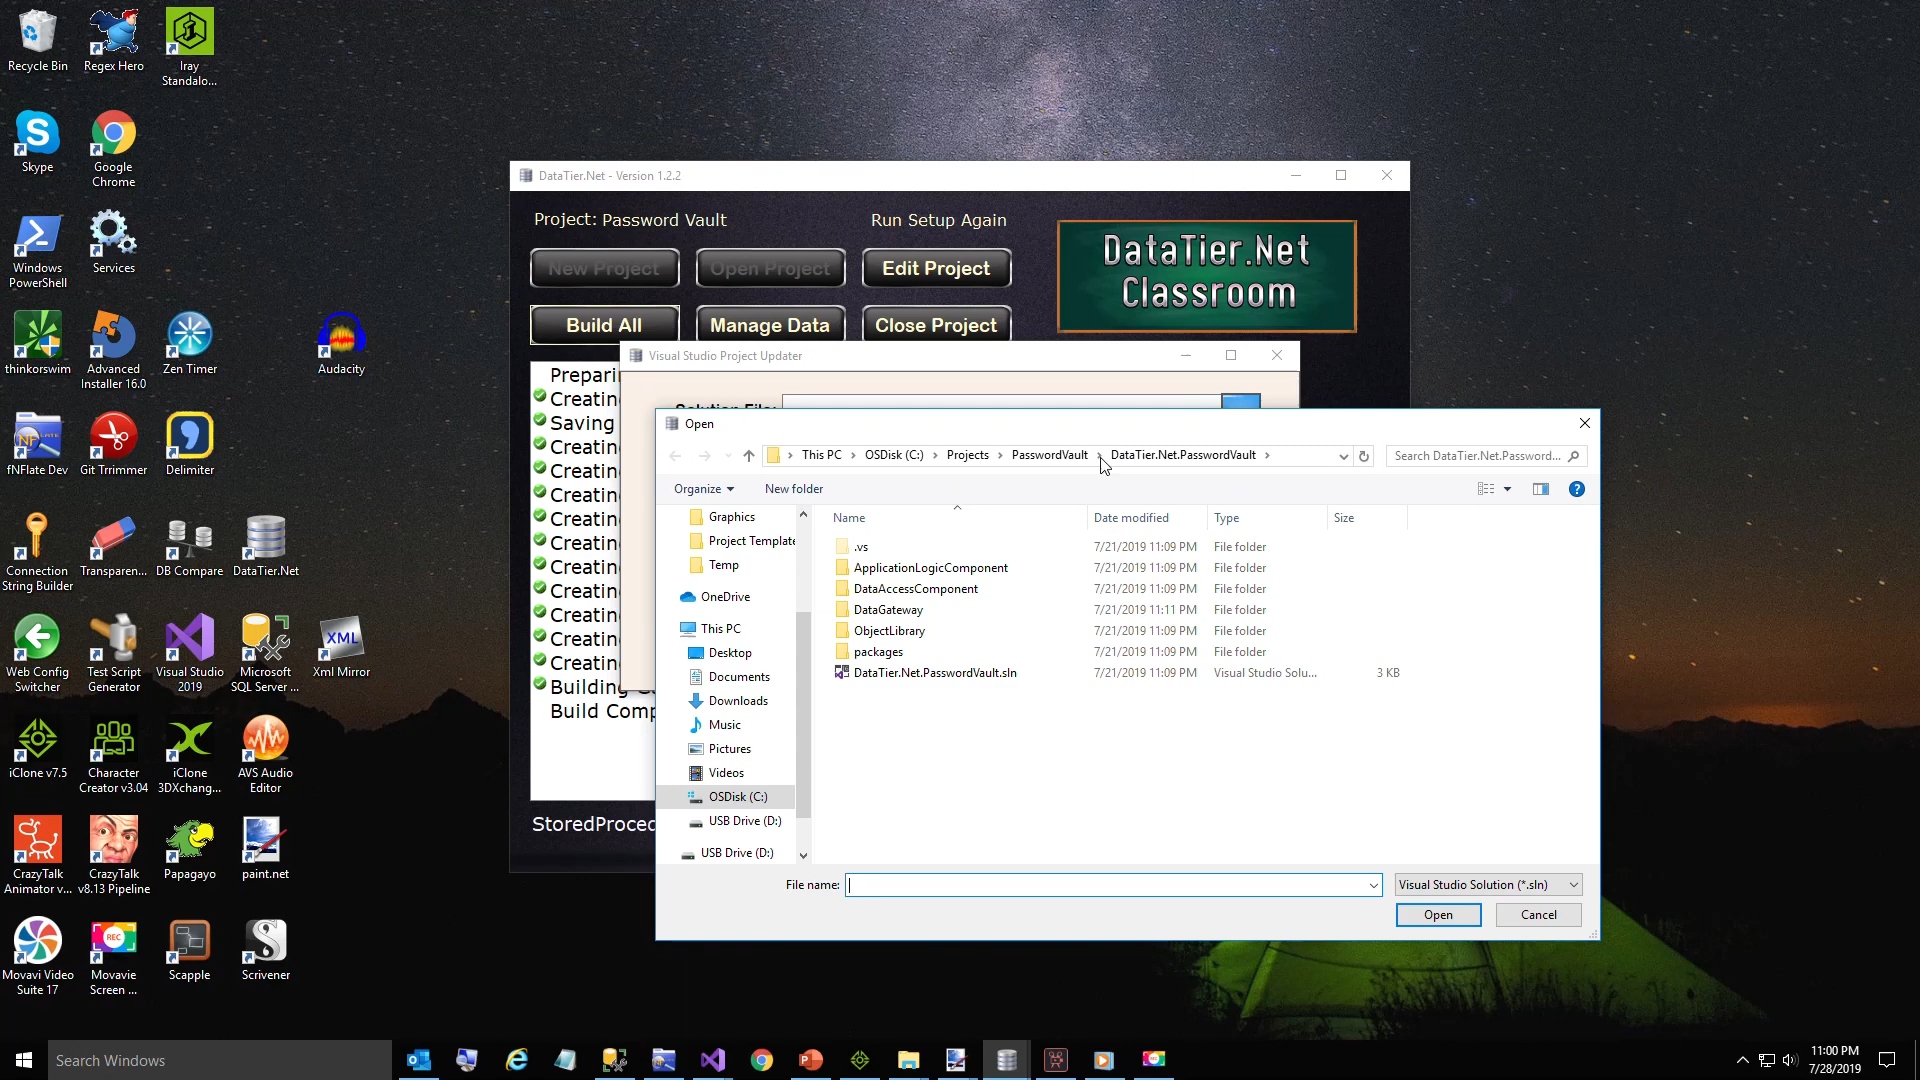 Recycle Bin
Regex Hero
Iray
Standalo...
Skype
Google
Chrome
Windows
PowerShell
Services
thinkorswim
Advanced
Installer 16.0
Zen Timer
Audacity
fNFlate Dev
Git Trimmer
Delimiter
Connection
String Builder
Transparen...
DB Compare
DataTier.Net
Web Config
Switcher
Test Script
Generator
Visual Studio
2019
Microsoft
SQL Server ...
XML
Xml Mirror
iClone v7.5
Character
Creator v3.04
iClone
3DXchang...
AVS Audio
Editor
CrazyTalk
Animator v...
CrazyTalk
v8.13 Pipeline
Papagayo
paint.net
Movavi Video
Suite 17
REC
Movavie
Screen ...
Scapple
Scrivener
DataTier.Net - Version 1.2.2
Project: Password Vault
Run Setup Again
New Project
Open Project
Edit Project
Build All
Manage Data
Close Project
DataTier.Net
Classroom
Preparin
Creating
Saving
Creating
Creating
Creating
Creating
Creating
Creating
Creating
Creating
Creating
Creating
Building
Build Comp
StoredProced
Visual Studio Project Updater
Solution File:
Open
This PC
OSDisk (C:)
Projects
PasswordVault
DataTier.Net.PasswordVault
Search DataTier.Net.Password...
Organize
New folder
Graphics
Project Template
Temp
OneDrive
This PC
Desktop
Documents
Downloads
Music
Pictures
Videos
OSDisk (C:)
USB Drive (D:)
USB Drive (D:)
Name Date modified Type Size
.vs 7/21/2019 11:09 PM File folder
ApplicationLogicComponent 7/21/2019 11:09 PM File folder
DataAccessComponent 7/21/2019 11:09 PM File folder
DataGateway 7/21/2019 11:11 PM File folder
ObjectLibrary 7/21/2019 11:09 PM File folder
packages 7/21/2019 11:09 PM File folder
DataTier.Net.PasswordVault.sln 7/21/2019 11:09 PM Visual Studio Solu... 3 KB
File name:
Visual Studio Solution (*.sln)
Open
Cancel
Search Windows
11:00 PM
7/28/2019